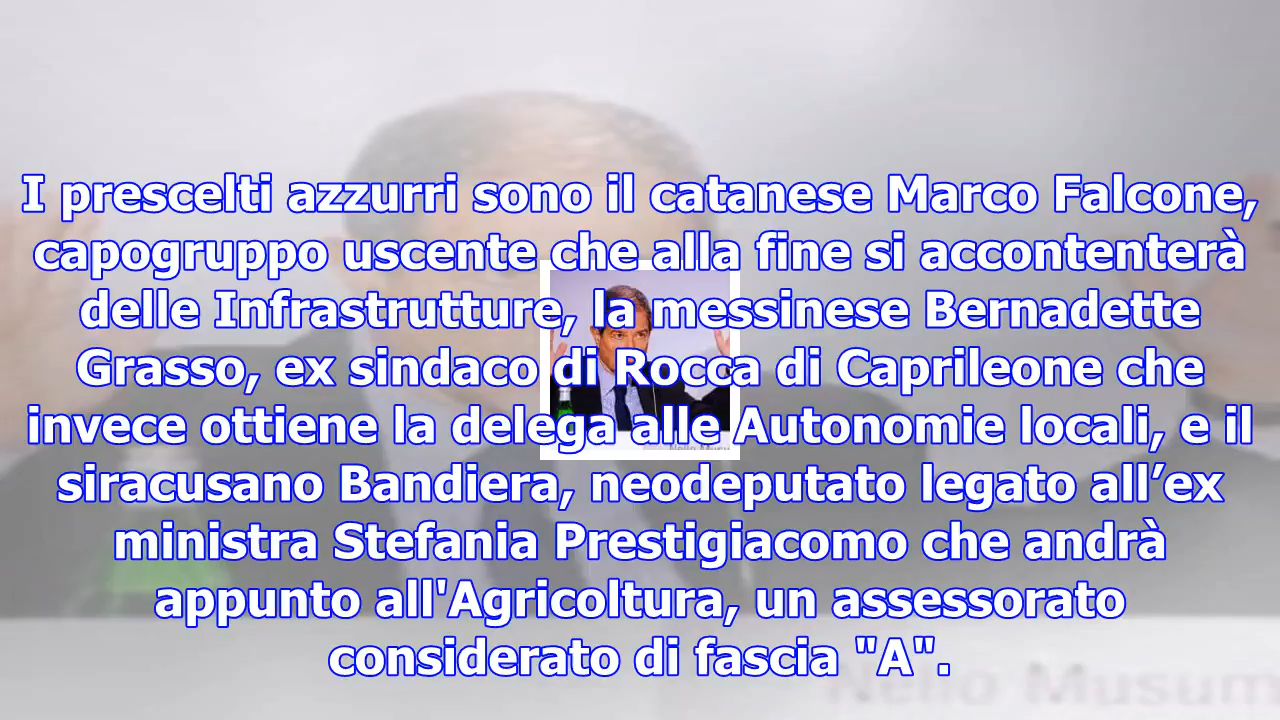 I prescelti azzurri sono il catanese Marco Falcone,
capogruppo uscente che alla fine si accontenterà
delle Infrastrutture, la messinese Bernadette
Grasso, ex sindaco di Rocca di Caprileone che
invece ottiene la delega alle Autonomie locali, e il
siracusano Bandiera, neodeputato legato all’ex
ministra Stefania Prestigiacomo che andrà
appunto all'Agricoltura, un assessorato
considerato di fascia "A".
Nello Musum